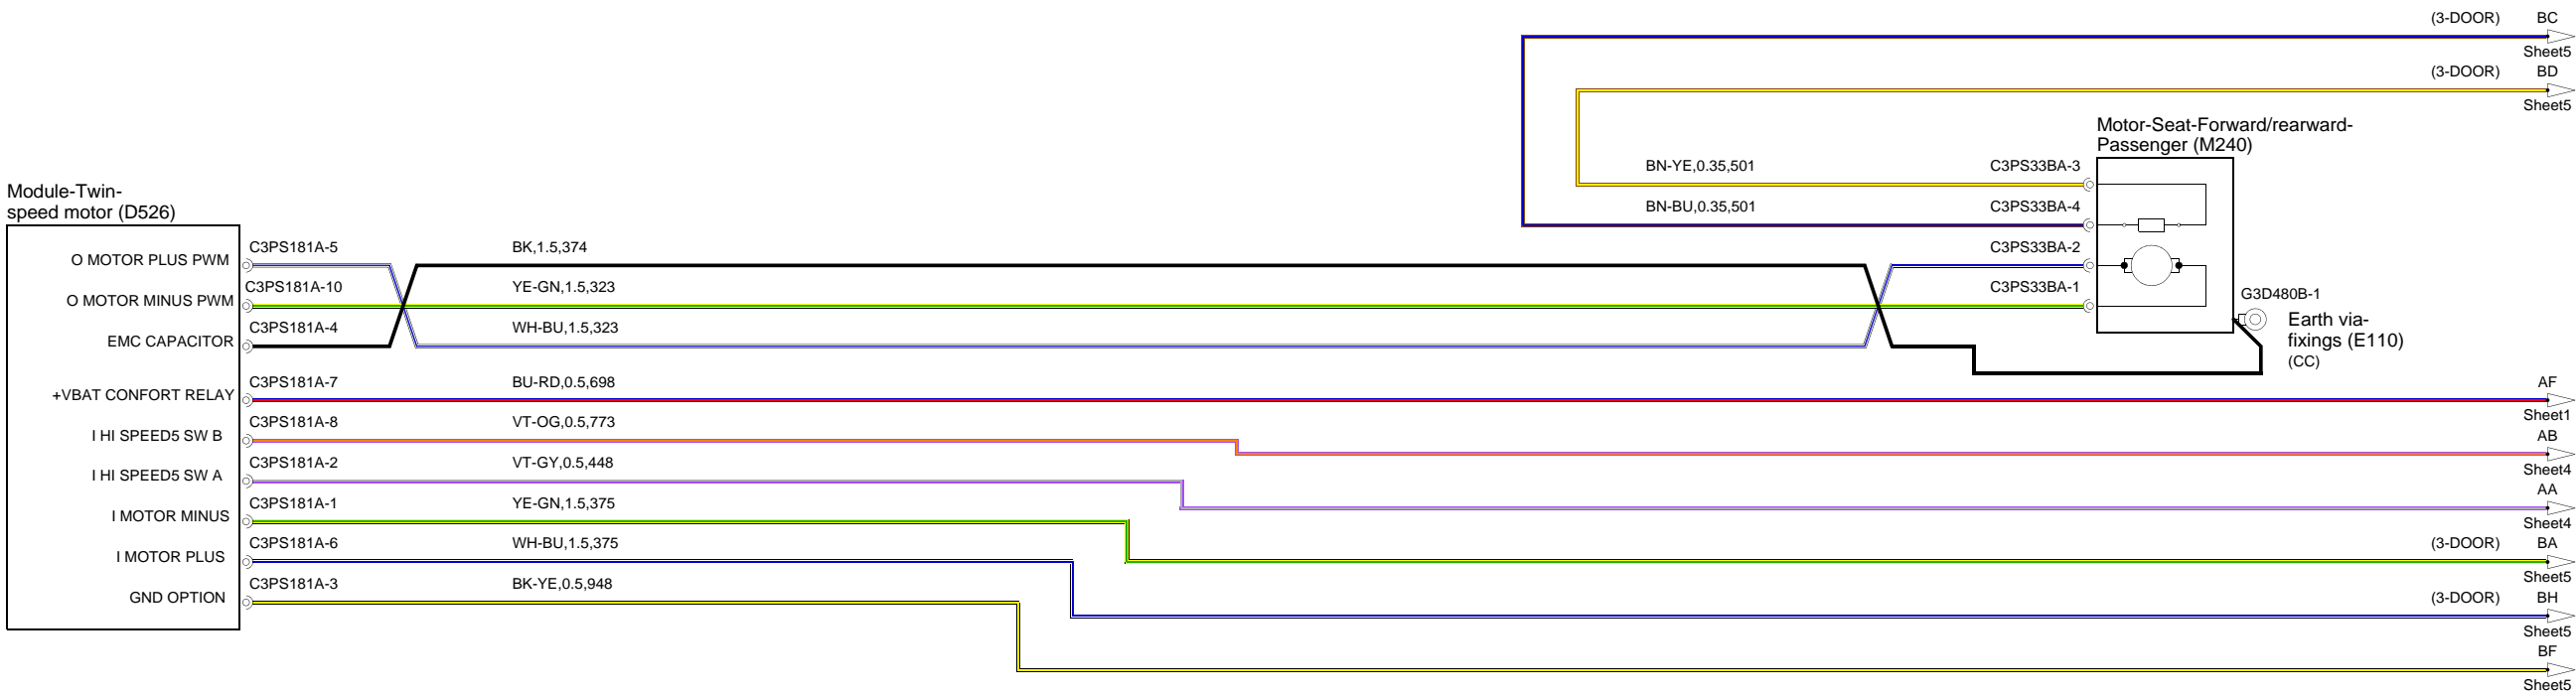 (3-DOOR) BC
Sheet5
(3-DOOR) BD
Sheet5
Motor-Seat-Forward/rearward-
Passenger (M240)
BN-YE,0.35,501 C3PS33BA-3
BN-BU,0.35,501 C3PS33BA-4
Module-Twin-
speed motor (D526)
O MOTOR PLUS PWM C3PS181A-5 BK,1.5,374 C3PS33BA-2
O MOTOR MINUS PWM C3PS181A-10 YE-GN,1.5,323 C3PS33BA-1
G3D480B-1
Earth via-
fixings (E110)
(CC)
EMC CAPACITOR C3PS181A-4 WH-BU,1.5,323
+VBAT CONFORT RELAY C3PS181A-7 BU-RD,0.5,698 AF
Sheet1
I HI SPEED5 SW B C3PS181A-8 VT-OG,0.5,773 AB
Sheet4
I HI SPEED5 SW A C3PS181A-2 VT-GY,0.5,448 AA
Sheet4
I MOTOR MINUS C3PS181A-1 YE-GN,1.5,375 (3-DOOR) BA
Sheet5
I MOTOR PLUS C3PS181A-6 WH-BU,1.5,375 (3-DOOR) BH
Sheet5
GND OPTION C3PS181A-3 BK-YE,0.5,948 BF
Sheet5